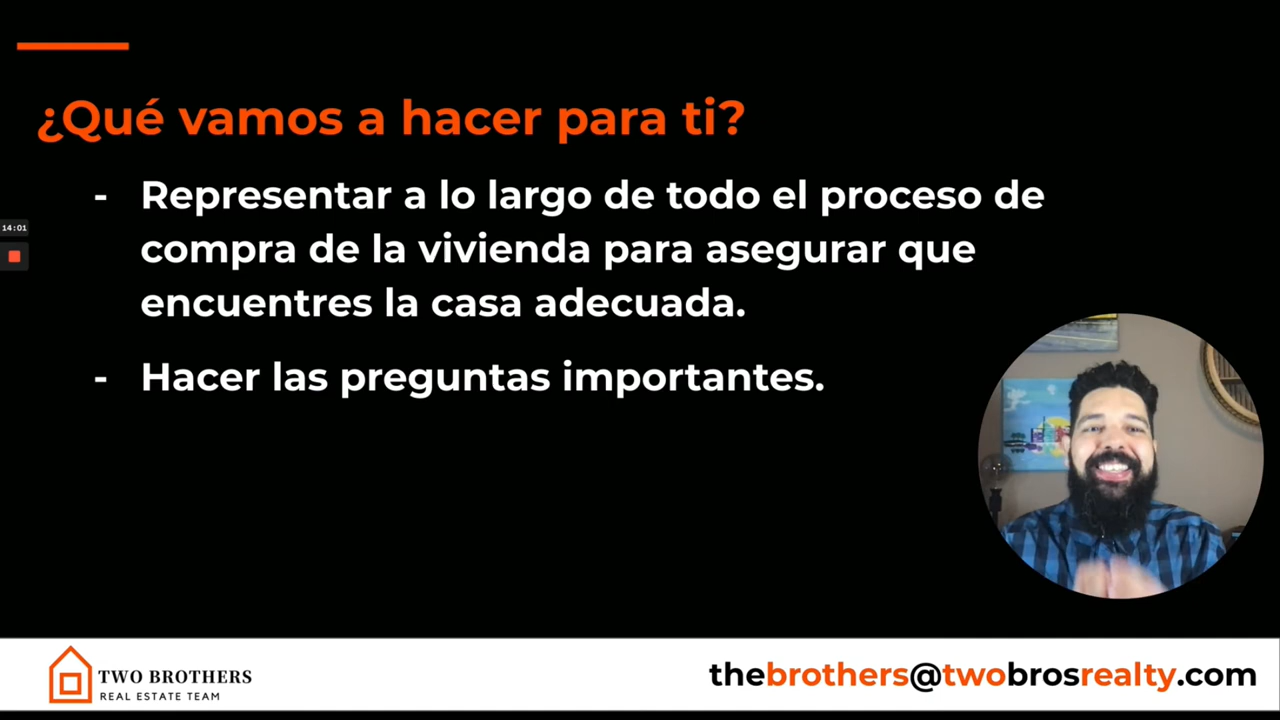 ¿Qué vamos a hacer para ti?
- Representar a lo largo de todo el proceso de
compra de la vivienda para asegurar que
encuentres la casa adecuada.
- Hacer las preguntas importantes.
14:01
TWO BROTHERS
REAL ESTATE TEAM
thebrothers@twobrosrealty.com